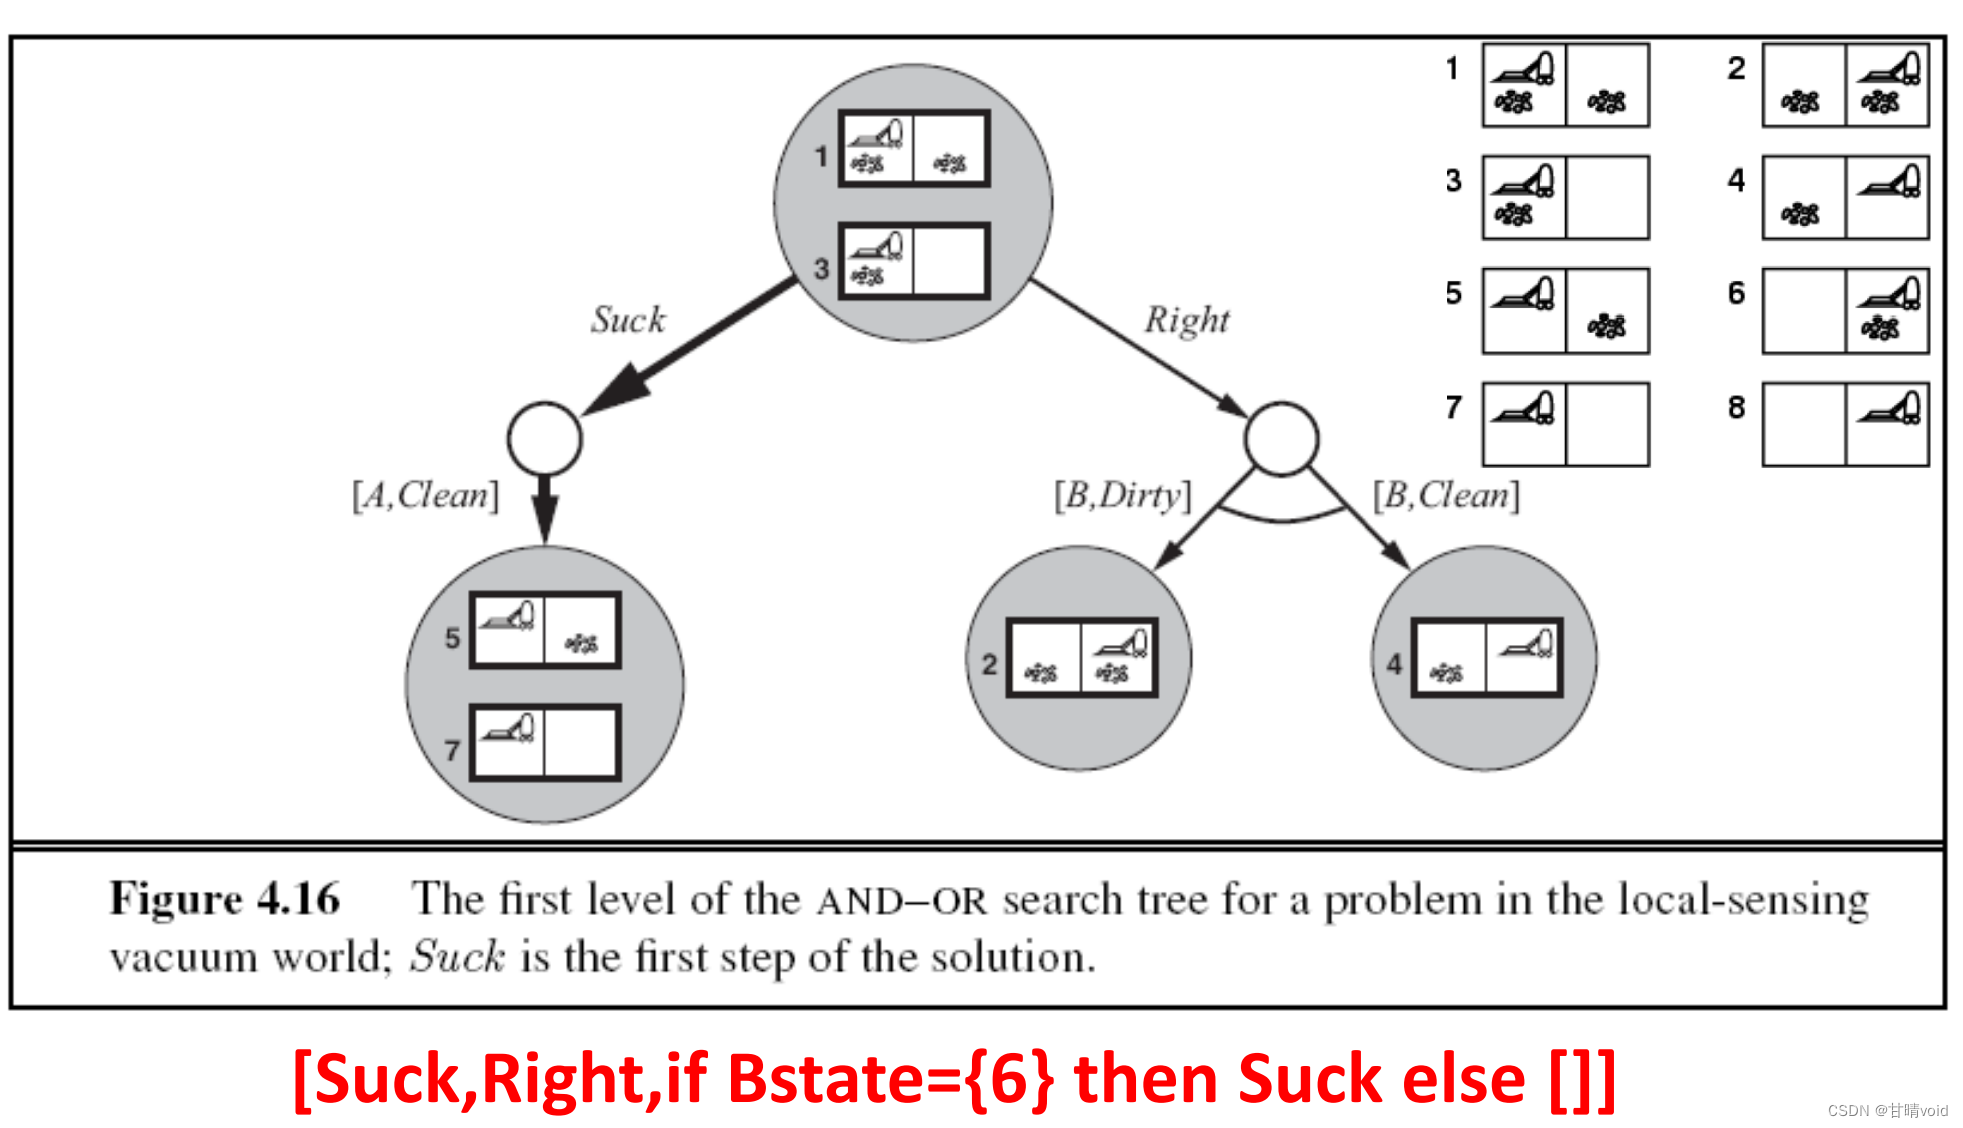 1
2
3
4
5
6
7
8
1
3
Suck
Right
[A,Clean]
[B,Dirty]
[B,Clean]
5
7
2
4
Figure 4.16 The first level of the AND–OR search tree for a problem in the local-sensing
vacuum world; Suck is the first step of the solution.
[Suck,Right,if Bstate={6} then Suck else []]
CSDN @甘晴void